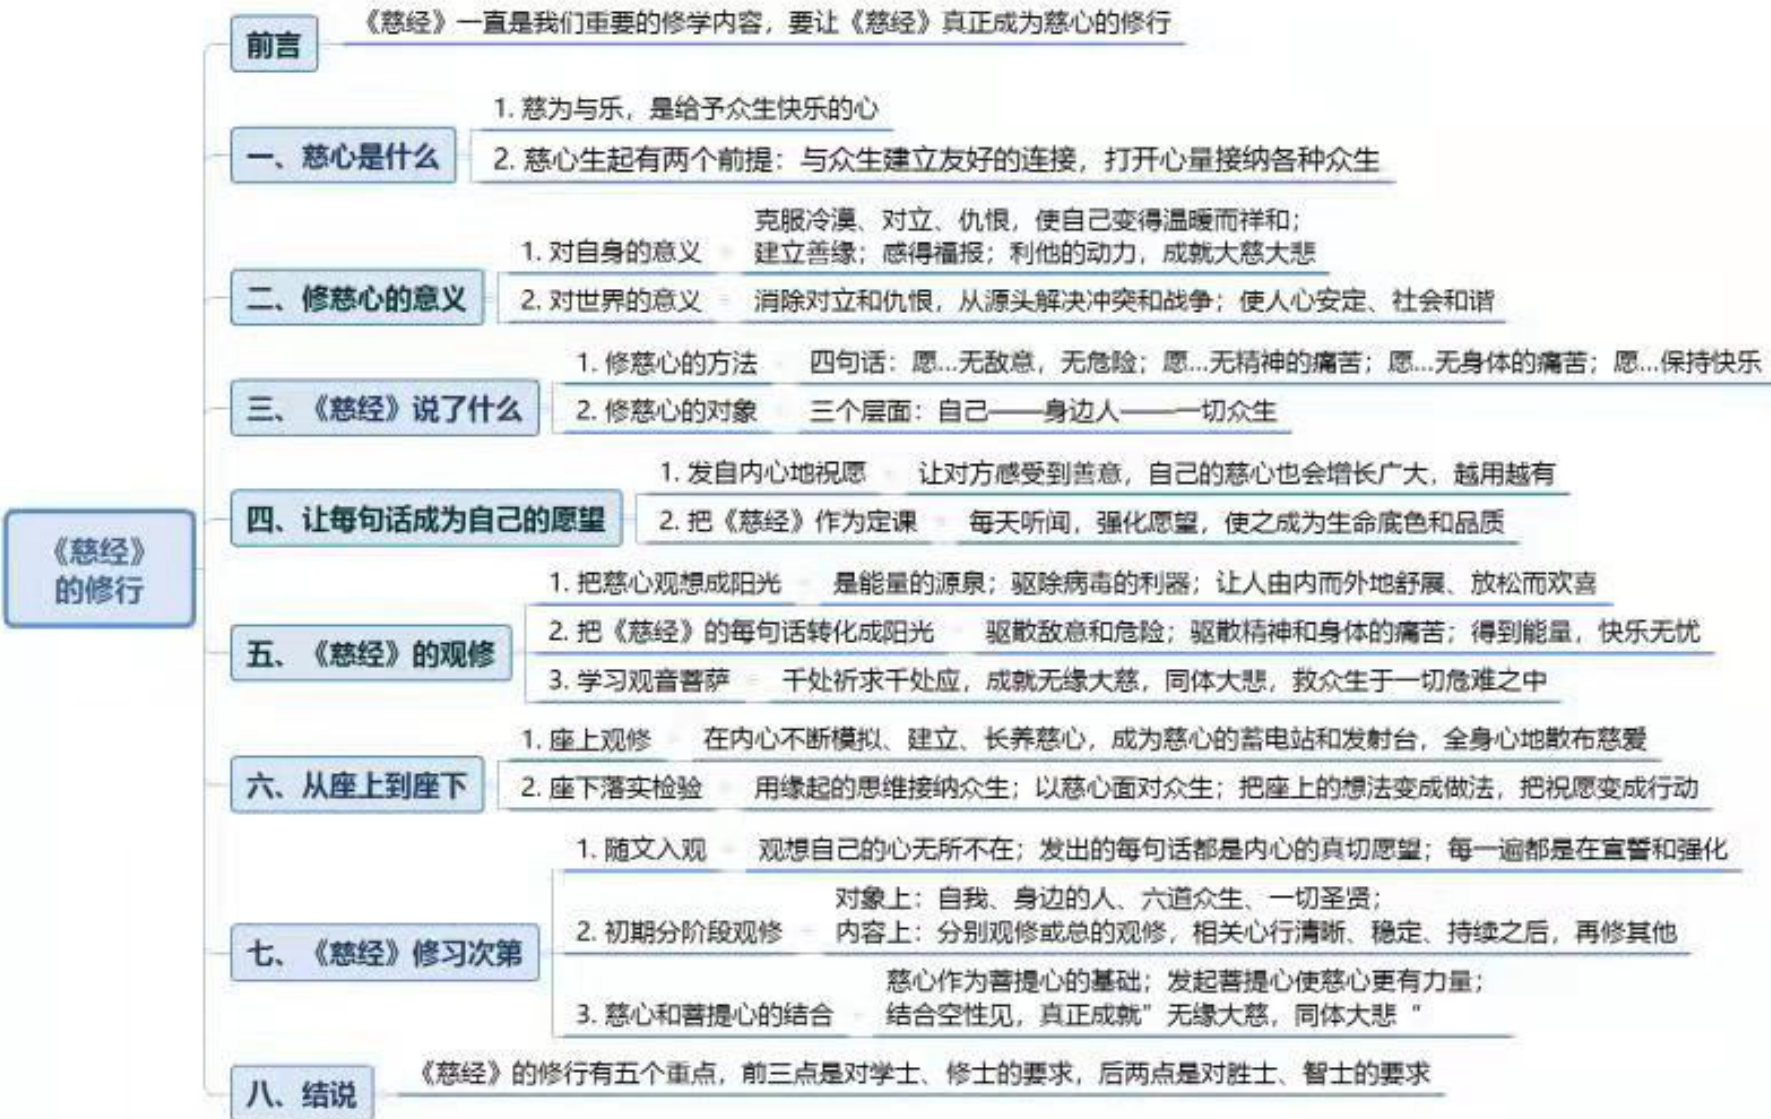 《慈经》
的修行
前言
《慈经》一直是我们重要的修学内容，要让《慈经》真正成为慈心的修行
一、慈心是什么
1. 慈为与乐，是给予众生快乐的心
2. 慈心生起有两个前提：与众生建立友好的连接，打开心量接纳各种众生
二、修慈心的意义
1. 对自身的意义
克服冷漠、对立、仇恨，使自己变得温暖而祥和；
建立善缘；感得福报；利他的动力，成就大慈大悲
2. 对世界的意义
消除对立和仇恨，从源头解决冲突和战争；使人心安定、社会和谐
三、《慈经》说了什么
1. 修慈心的方法
四句话：愿...无敌意，无危险；愿...无精神的痛苦；愿...无身体的痛苦；愿...保持快乐
2. 修慈心的对象
三个层面：自己——身边人——一切众生
四、让每句话成为自己的愿望
1. 发自内心地祝愿
让对方感受到善意，自己的慈心也会增长广大，越用越有
2. 把《慈经》作为定课
每天听闻，强化愿望，使之成为生命底色和品质
五、《慈经》的观修
1. 把慈心观想成阳光
是能量的源泉；驱除病毒的利器；让人由内而外地舒展、放松而欢喜
2. 把《慈经》的每句话转化成阳光
驱散敌意和危险；驱散精神和身体的痛苦；得到能量，快乐无忧
3. 学习观音菩萨
千处祈求千处应，成就无缘大慈，同体大悲，救众生于一切危难之中
六、从座上到座下
1. 座上观修
在内心不断模拟、建立、长养慈心，成为慈心的蓄电站和发射台，全身心地散布慈爱
2. 座下落实检验
用缘起的思维接纳众生；以慈心面对众生；把座上的想法变成做法，把祝愿变成行动
七、《慈经》修习次第
1. 随文入观
观想自己的心无所不在；发出的每句话都是内心的真切愿望；每一遍都是在宣誓和强化
2. 初期分阶段观修
对象上：自我、身边的人、六道众生、一切圣贤；
内容上：分别观修或总的观修，相关心行清晰、稳定、持续之后，再修其他
3. 慈心和菩提心的结合
慈心作为菩提心的基础；发起菩提心使慈心更有力量；
结合空性见，真正成就”无缘大慈，同体大悲“
八、结说
《慈经》的修行有五个重点，前三点是对学士、修士的要求，后两点是对胜士、智士的要求